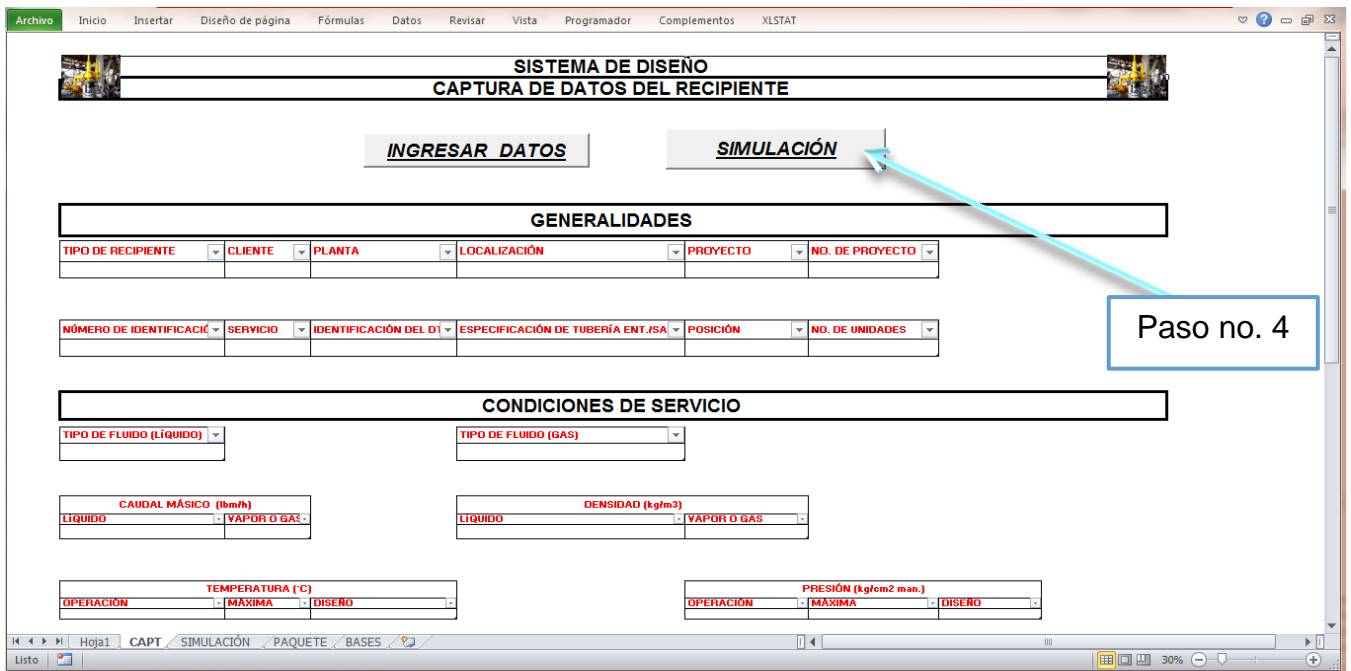 Archivo Inicio Insertar Diseño de página Fórmulas Datos Revisar Vista Programador Complementos XLSTAT
SISTEMA DE DISEÑO
CAPTURA DE DATOS DEL RECIPIENTE
INGRESAR DATOS SIMULACIÓN
GENERALIDADES
TIPO DE RECIPIENTE CLIENTE PLANTA LOCALIZACIÓN PROYECTO NO. DE PROYECTO
Paso no. 4
NÚMERO DE IDENTIFICACIÓ SERVICIO IDENTIFICACIÓN DEL DT ESPECIFICACIÓN DE TUBERÍA ENT./SA POSICIÓN NO. DE UNIDADES
CONDICIONES DE SERVICIO
TIPO DE FLUIDO (LÍQUIDO) TIPO DE FLUIDO (GAS)
CAUDAL MÁSICO (lbm/h) DENSIDAD (kg/m3)
LÍQUIDO VAPOR O GAS LÍQUIDO VAPOR O GAS
TEMPERATURA (°C) PRESIÓN (kg/cm2 man.)
OPERACIÓN MÁXIMA DISEÑO OPERACIÓN MÁXIMA DISEÑO
Hoja1 CAPT SIMULACIÓN PAQUETE BASES
Listo 30%